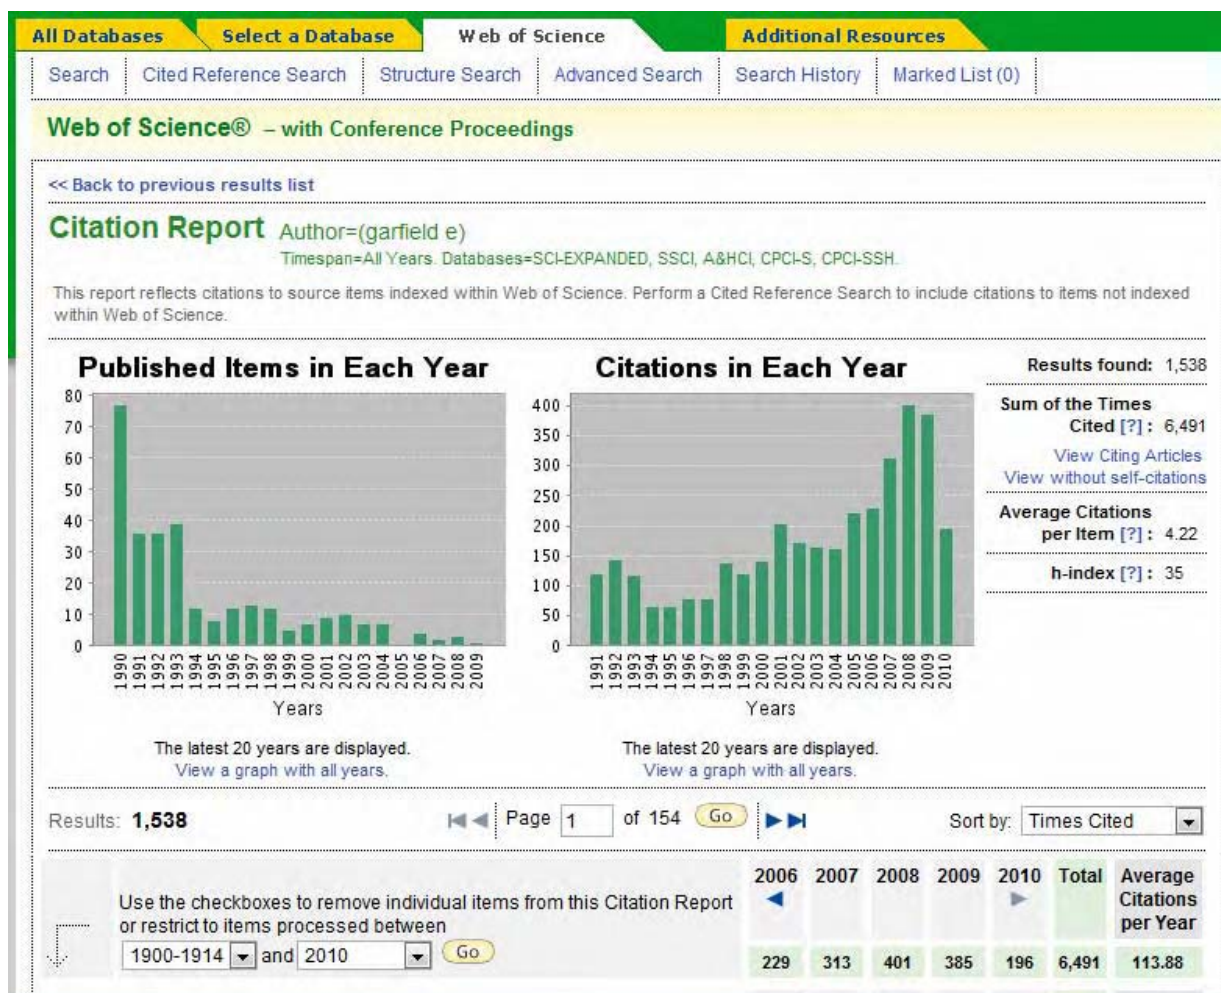 All Databases Select a Database Web of Science Additional Resources
Search Cited Reference Search Structure Search Advanced Search Search History Marked List (0)
Web of Science® – with Conference Proceedings
<< Back to previous results list
Citation Report Author=(garfield e)
Timespan=All Years. Databases=SCI-EXPANDED, SSCI, A&HCI, CPCI-S, CPCI-SSH.
This report reflects citations to source items indexed within Web of Science. Perform a Cited Reference Search to include citations to items not indexed
within Web of Science.
Published Items in Each Year
80
70
60
50
40
30
20
10
0
1990 1991 1992 1993 1994 1995 1996 1997 1998 1999 2000 2001 2002 2003 2004 2005 2006 2007 2008 2009
Years
The latest 20 years are displayed.
View a graph with all years.
Citations in Each Year
400
350
300
250
200
150
100
50
0
1991 1992 1993 1994 1995 1996 1997 1998 1999 2000 2001 2002 2003 2004 2005 2006 2007 2008 2009 2010
Years
The latest 20 years are displayed.
View a graph with all years.
Results found: 1,538
Sum of the Times
Cited [?] : 6,491
View Citing Articles
View without self-citations
Average Citations
per Item [?] : 4.22
h-index [?] : 35
Results: 1,538 Page 1 of 154 Go Sort by: Times Cited
Use the checkboxes to remove individual items from this Citation Report
or restrict to items processed between
1900-1914 and 2010 Go
2006 2007 2008 2009 2010 Total Average
Citations
per Year
229 313 401 385 196 6,491 113.88